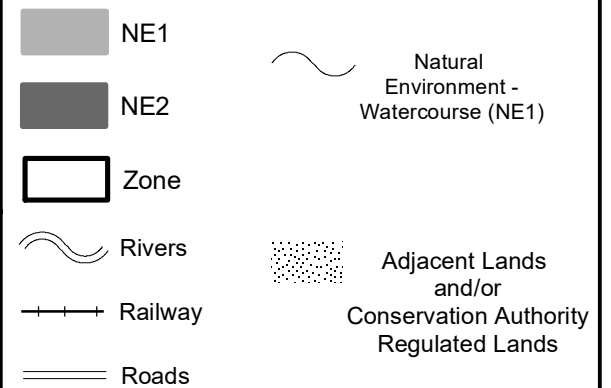 NE1
NE2
Zone
Rivers
Railway
Roads
Natural
Environment -
Watercourse (NE1)
Adjacent Lands
and/or
Conservation Authority
Regulated Lands